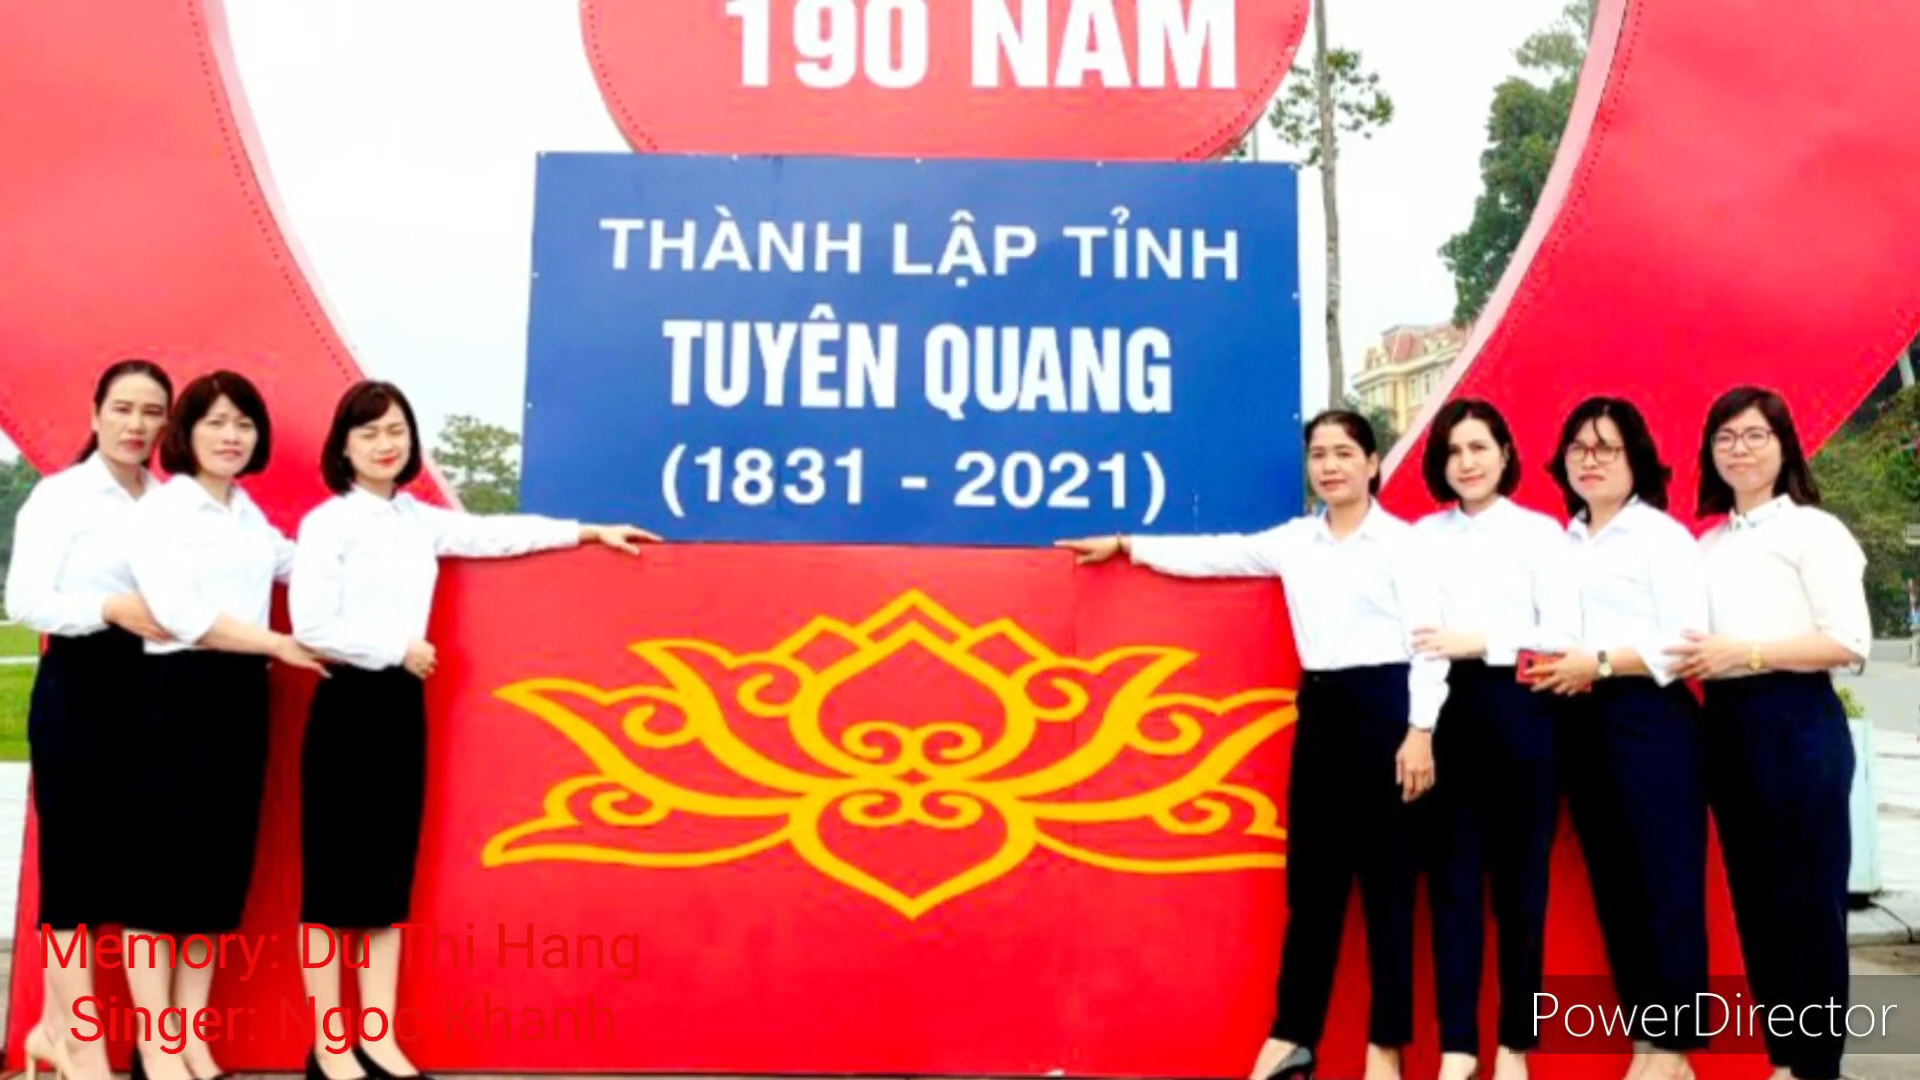 190 NĂM
THÀNH LẬP TỈNH
TUYÊN QUANG
(1831 - 2021)
Memory: Du Thi Hang
Singer: Ngoc Khanh
PowerDirector